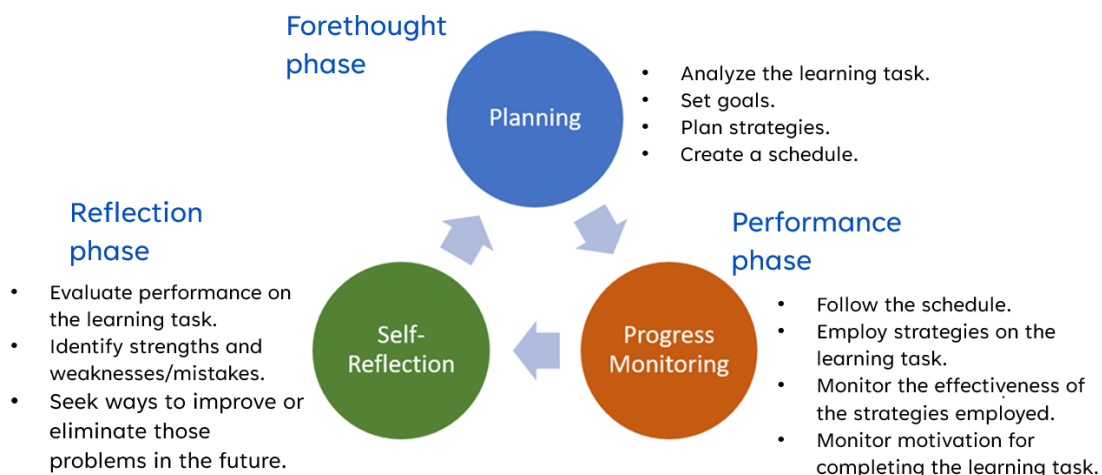 Forethought
phase
Planning
• Analyze the learning task.
• Set goals.
• Plan strategies.
• Create a schedule.
Reflection
phase
• Evaluate performance on
the learning task.
• Identify strengths and
weaknesses/mistakes.
• Seek ways to improve or
eliminate those
problems in the future.
Self-
Reflection
Progress
Monitoring
Performance
phase
• Follow the schedule.
• Employ strategies on the
learning task.
• Monitor the effectiveness of
the strategies employed.
• Monitor motivation for
completing the learning task.